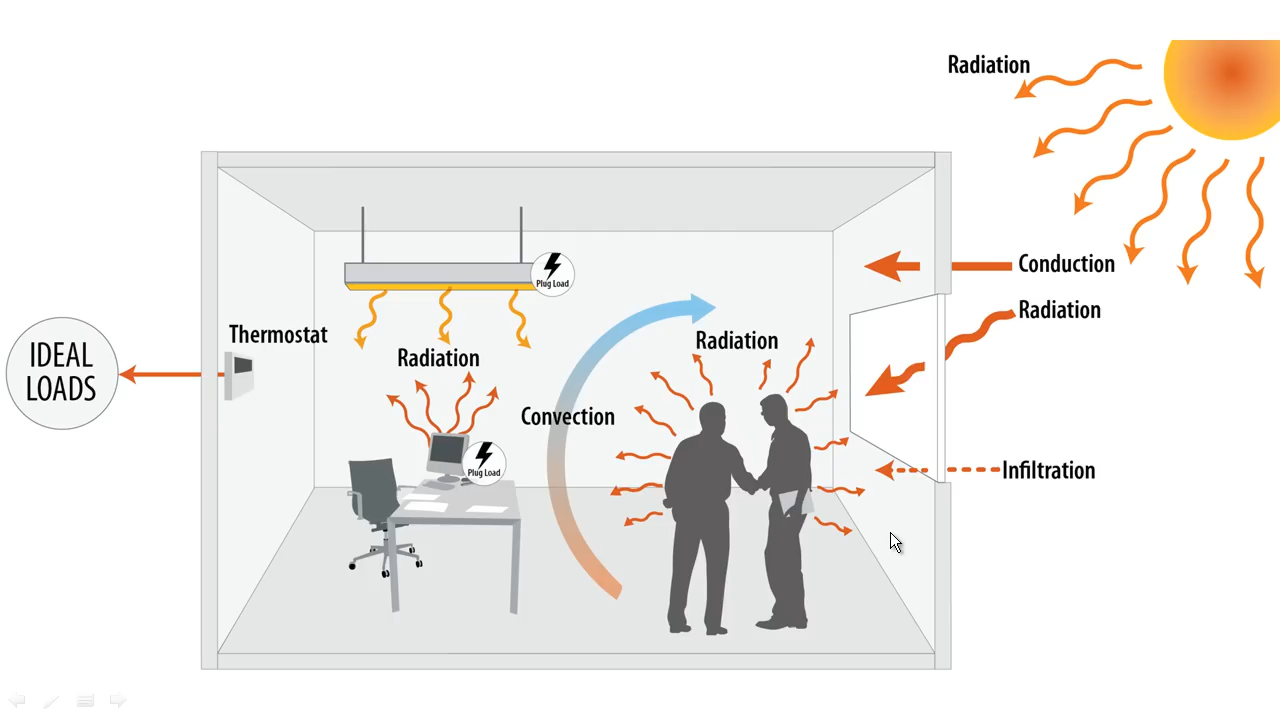 Radiation
Conduction
Radiation
Plug Load
Thermostat
Radiation
Radiation
IDEAL
LOADS
Convection
Plug Load
Infiltration